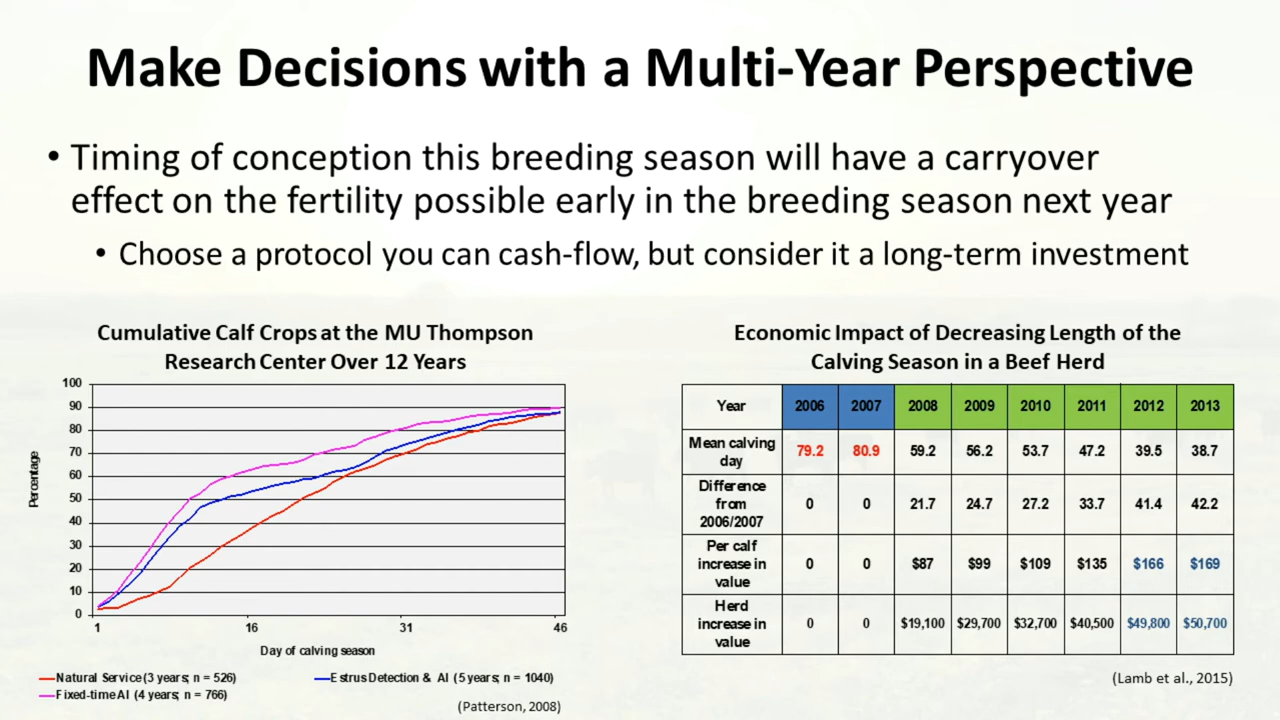 Make Decisions with a Multi-Year Perspective
• Timing of conception this breeding season will have a carryover
effect on the fertility possible early in the breeding season next year
• Choose a protocol you can cash-flow, but consider it a long-term investment
Cumulative Calf Crops at the MU Thompson
Research Center Over 12 Years
100
90
80
70
60
50
40
30
20
10
0
Percentage
1 16 31 46
Day of calving season
Natural Service (3 years; n = 526) Estrus Detection & AI (5 years; n = 1040)
Fixed-time AI (4 years; n = 766)
(Patterson, 2008)
Economic Impact of Decreasing Length of the
Calving Season in a Beef Herd
Year 2006 2007 2008 2009 2010 2011 2012 2013
Mean calving
day 79.2 80.9 59.2 56.2 53.7 47.2 39.5 38.7
Difference
from
2006/2007 0 0 21.7 24.7 27.2 33.7 41.4 42.2
Per calf
increase in
value 0 0 $87 $99 $109 $135 $166 $169
Herd
increase in
value 0 0 $19,100 $29,700 $32,700 $40,500 $49,800 $50,700
(Lamb et al., 2015)